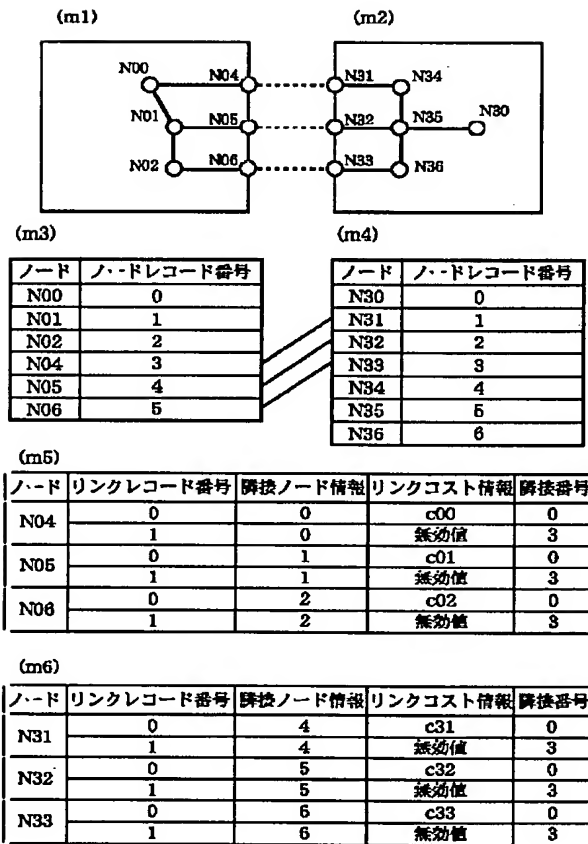 (m1) (m2)
N00 N04 N31 N34
N01 N05 N32 N35 N30
N02 N06 N33 N36
(m3)
ノード ノードレコード番号
N00 0
N01 1
N02 2
N04 3
N05 4
N06 5
(m4)
ノード ノードレコード番号
N30 0
N31 1
N32 2
N33 3
N34 4
N35 5
N36 6
(m5)
ノード リンクレコード番号 隣接ノード情報 リンクコスト情報 隣接番号
N04 0 0 c00 0
1 0 無効値 3
N05 0 1 c01 0
1 1 無効値 3
N06 0 2 c02 0
1 2 無効値 3
(m6)
ノード リンクレコード番号 隣接ノード情報 リンクコスト情報 隣接番号
N31 0 4 c31 0
1 4 無効値 3
N32 0 5 c32 0
1 5 無効値 3
N33 0 6 c33 0
1 6 無効値 3